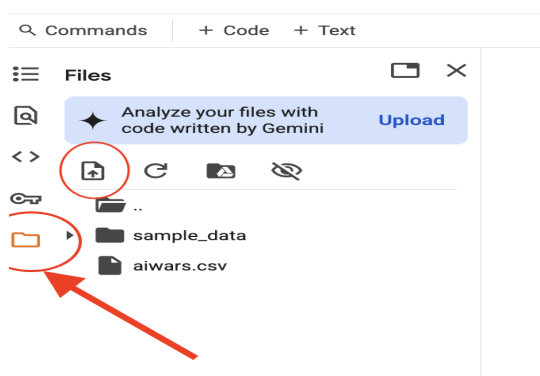 Commands + Code + Text
Files
Analyze your files with
code written by Gemini
Upload
..
sample_data
aiwars.csv